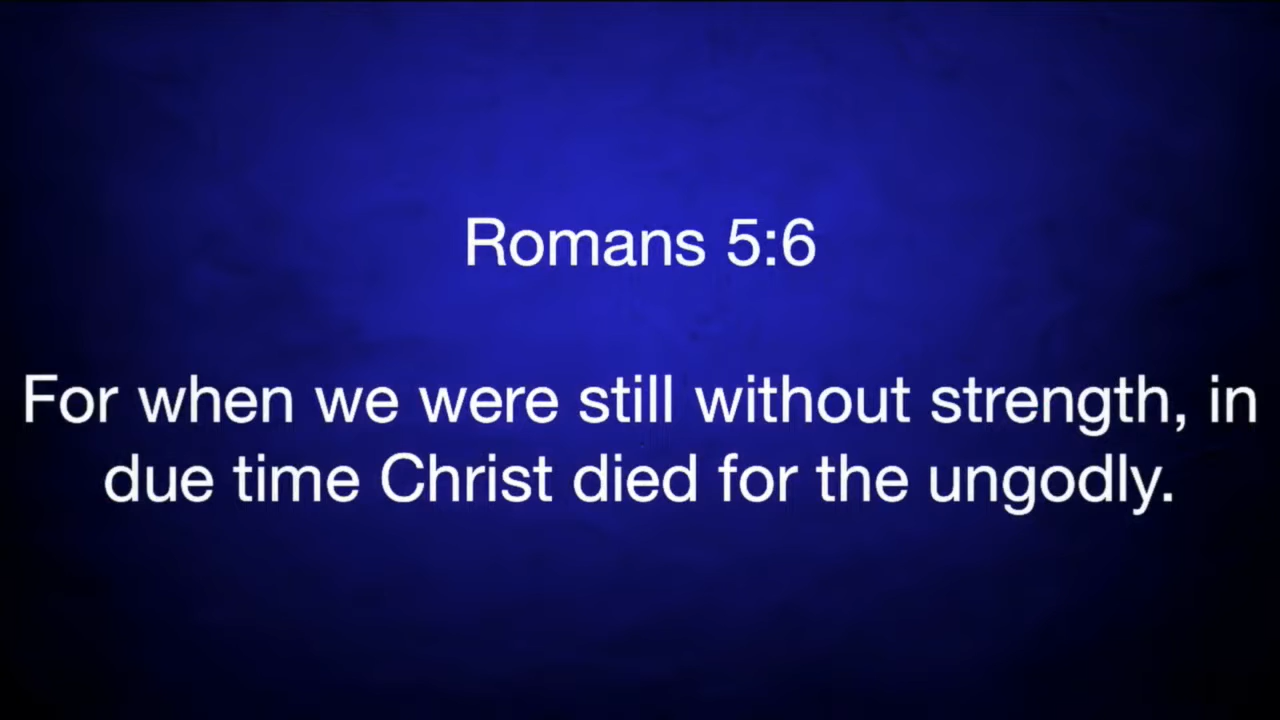 Romans 5:6
For when we were still without strength, in
due time Christ died for the ungodly.